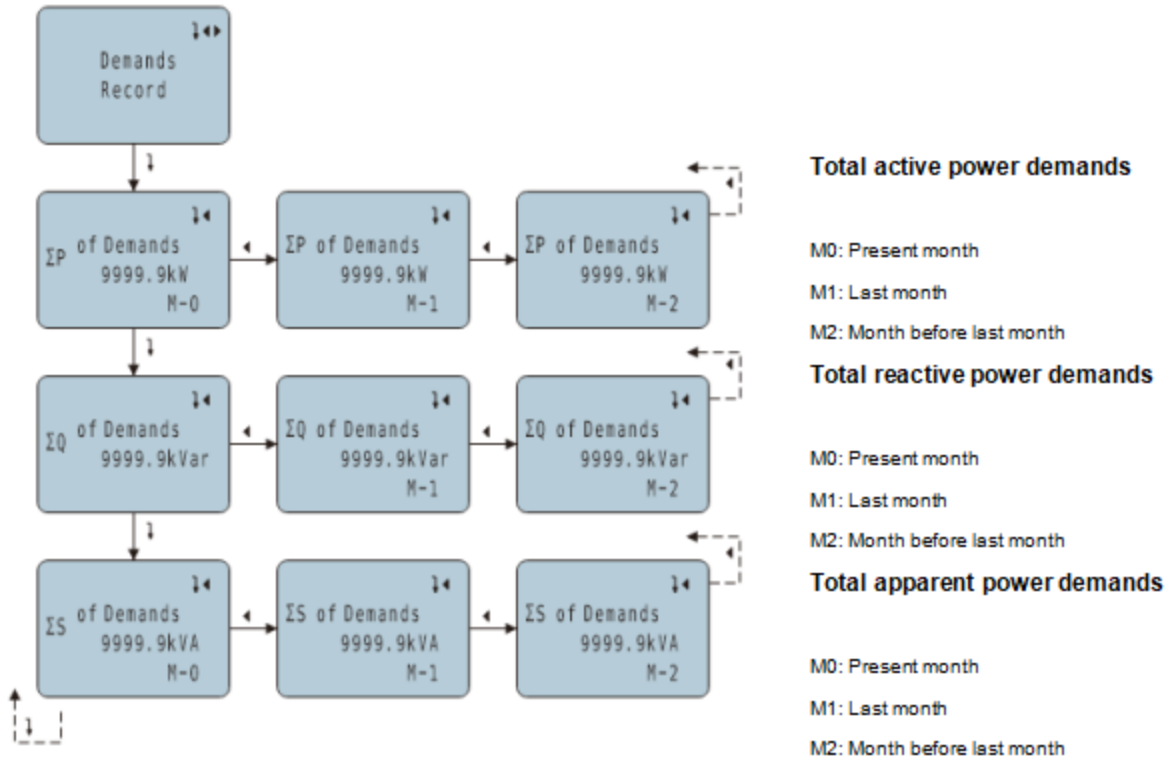 Demands
Record
Total active power demands
ΣP of Demands
9999.9kW
M-0
ΣP of Demands
9999.9kW
M-1
ΣP of Demands
9999.9kW
M-2
M0: Present month
M1: Last month
M2: Month before last month
Total reactive power demands
ΣQ of Demands
9999.9kVar
ΣQ of Demands
9999.9kVar
M-1
ΣQ of Demands
9999.9kVar
M-2
M0: Present month
M1: Last month
M2: Month before last month
Total apparent power demands
ΣS of Demands
9999.9kVA
M-0
ΣS of Demands
9999.9kVA
M-1
ΣS of Demands
9999.9kVA
M-2
M0: Present month
M1: Last month
M2: Month before last month